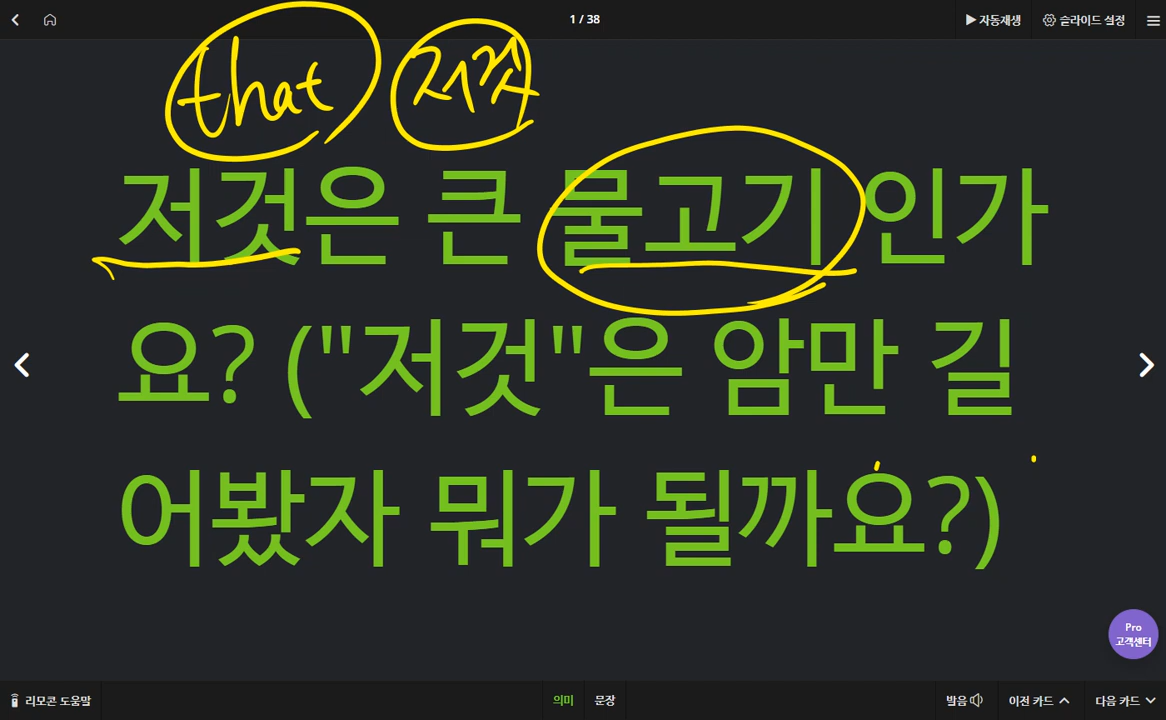 1 / 38
자동재생
슬라이드 설정
that
저것은 큰 물고기 인가
요? ("저것"은 암만 길
어봤자 뭐가 될까요?)
Pro
고객센터
리모콘 도움말
의미
문장
발음
이전 카드
다음 카드